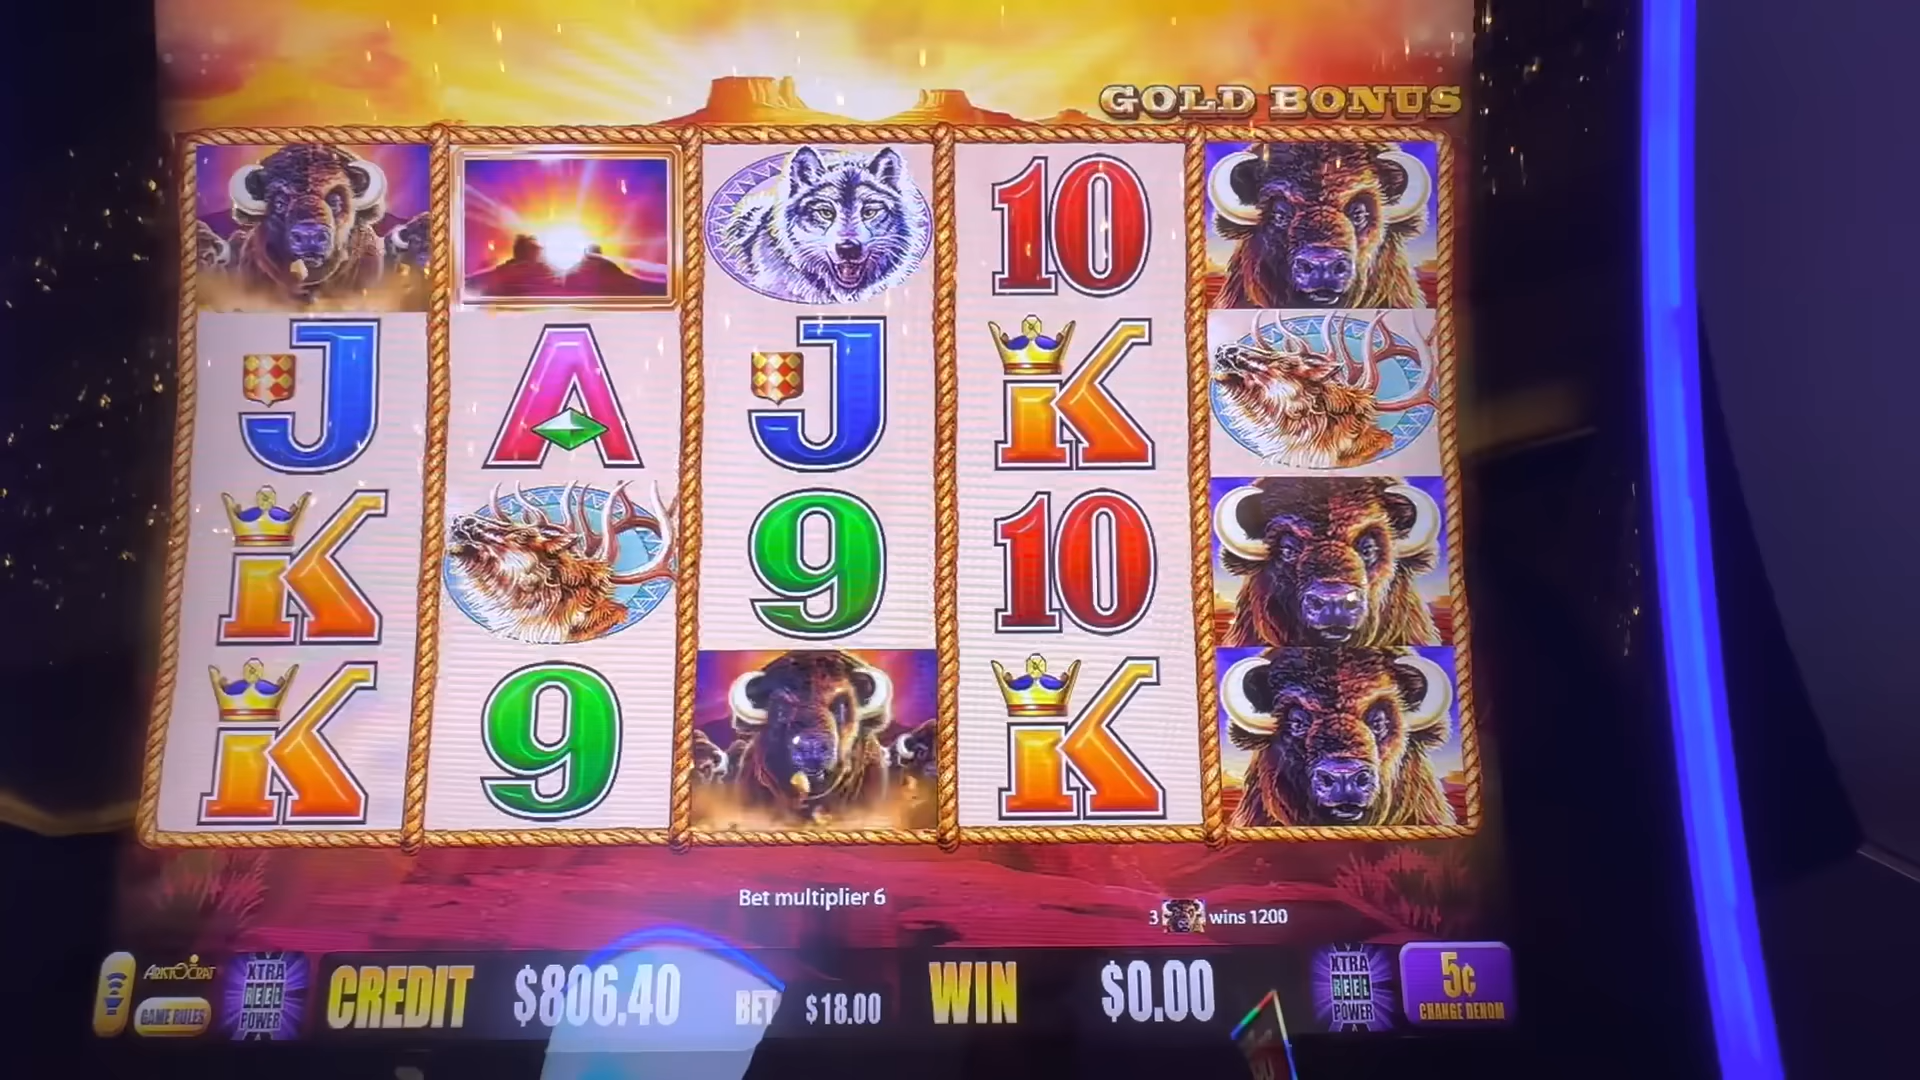 GOLD BONUS
10
J
A
J
K
K
9
10
K
9
K
Bet multiplier 6
3 wins 1200
ARISTOCRAT
GAME RULES
XTRA
REEL
POWER
CREDIT $806.40
BET $18.00
WIN $0.00
XTRA
REEL
POWER
5¢
CHANGE DENOM